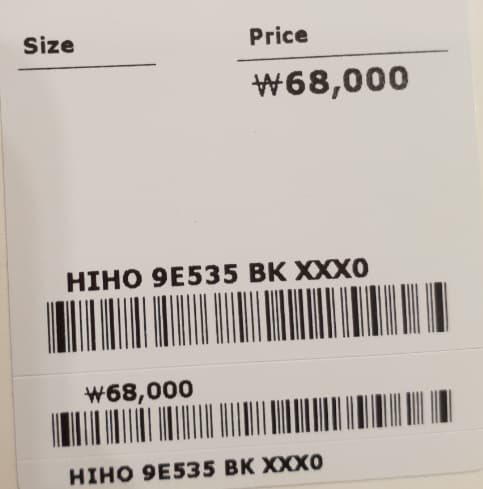 Size
Price
₩68,000
HIHO 9E535 BK XXX0
₩68,000
HIHO 9E535 BK XXX0